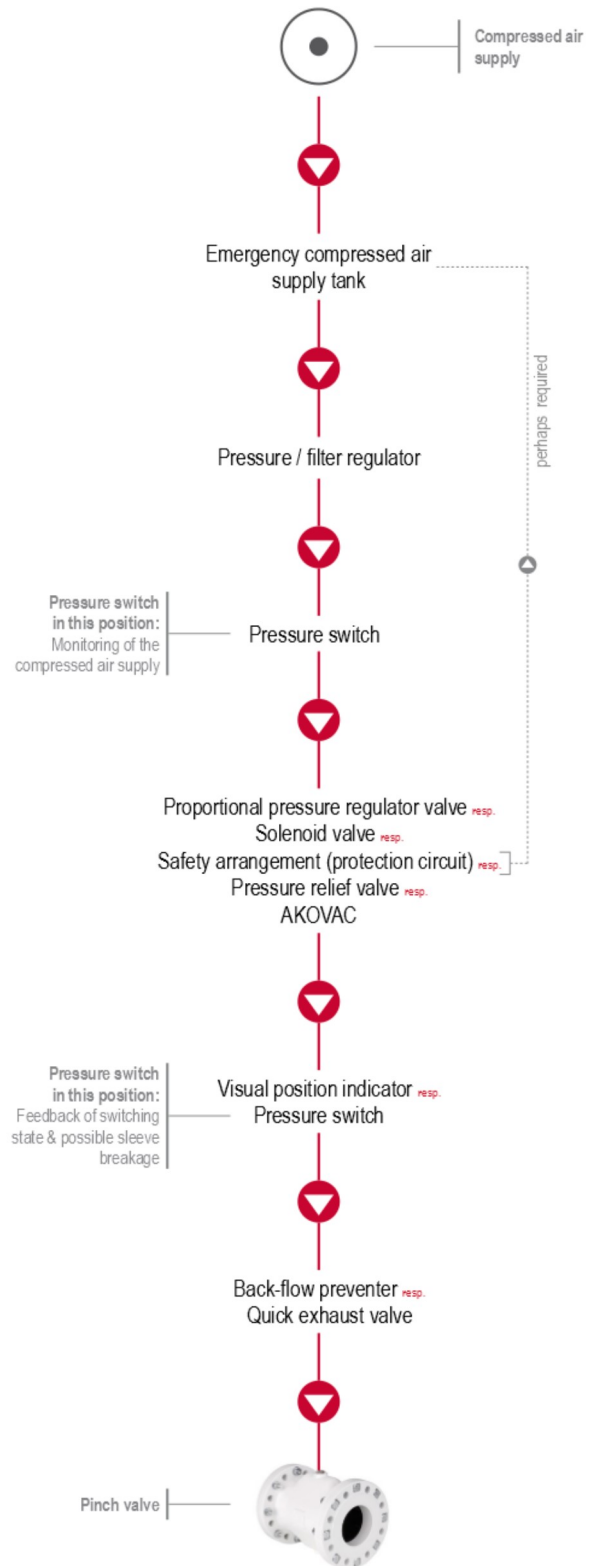 Compressed air
supply
Emergency compressed air
supply tank
perhaps required
Pressure / filter regulator
Pressure switch
in this position:
Monitoring of the
compressed air supply
Pressure switch
Proportional pressure regulator valve resp.
Solenoid valve resp.
Safety arrangement (protection circuit) resp.
Pressure relief valve resp.
AKOVAC
Pressure switch
in this position:
Feedback of switching
state & possible sleeve
breakage
Visual position indicator resp.
Pressure switch
Back-flow preventer resp.
Quick exhaust valve
Pinch valve